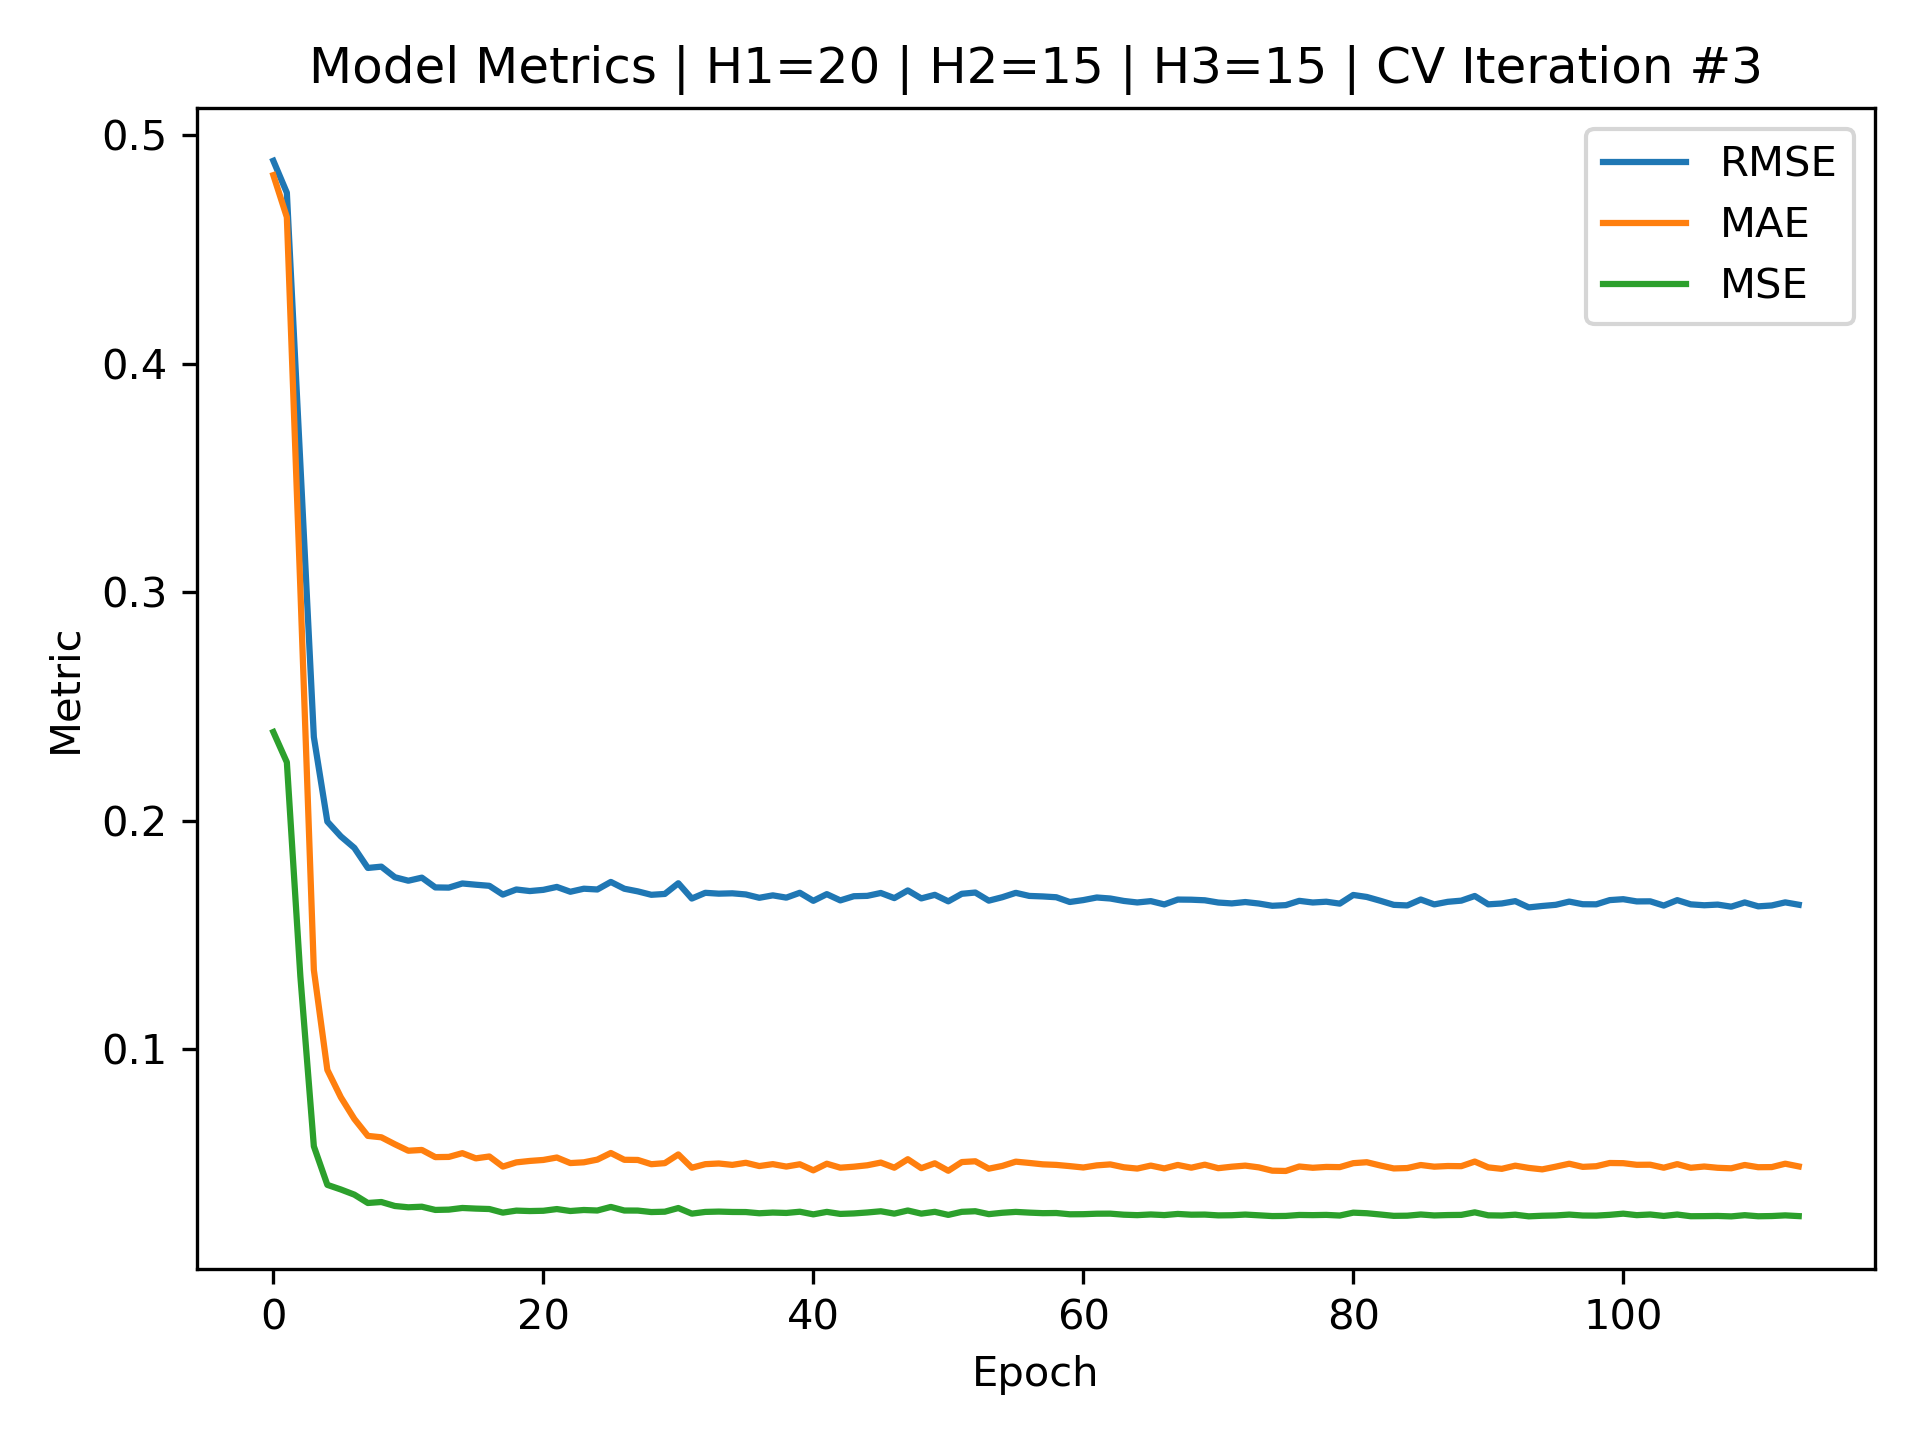 Model Metrics | H1=20 | H2=15 | H3=15 | CV Iteration #3
0.5
0.4
0.3
0.2
0.1
Metric
RMSE
MAE
MSE
0 20 40 60 80 100
Epoch